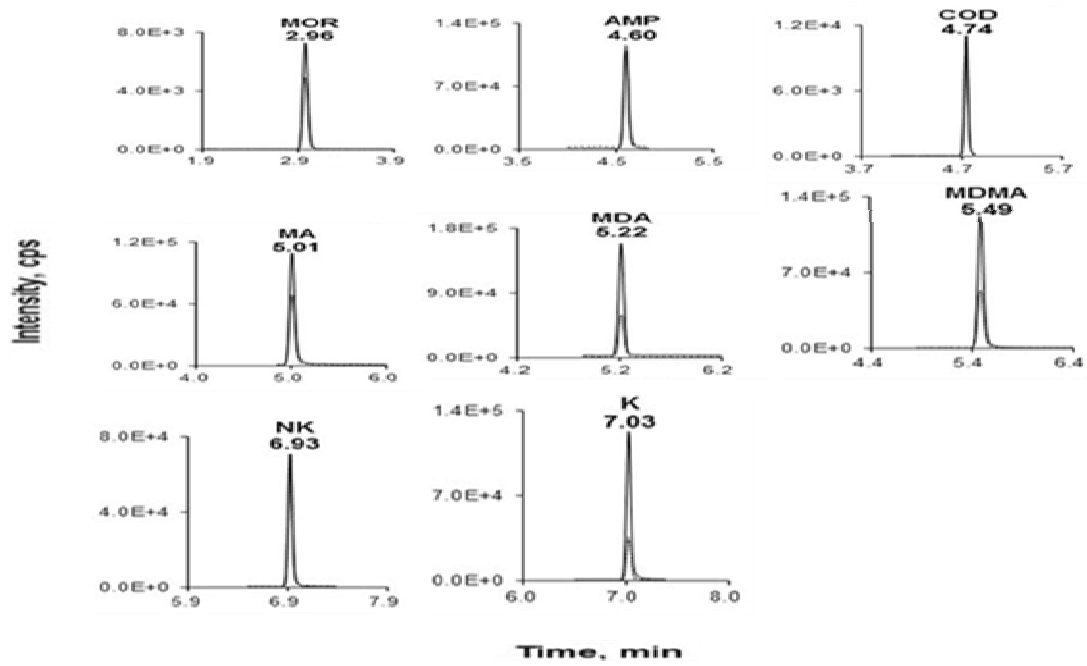 MOR
2.96
8.0E+3
4.0E+3
0.0E+0
1.9
2.9
3.9
AMP
4.60
1.4E+5
7.0E+4
0.0E+0
3.5
4.5
5.5
COD
4.74
1.2E+4
6.0E+3
0.0E+0
3.7
4.7
5.7
MA
5.01
1.2E+5
6.0E+4
0.0E+0
4.0
5.0
6.0
MDA
5.22
1.8E+5
9.0E+4
0.0E+0
4.2
5.2
6.2
MDMA
5.49
1.4E+5
7.0E+4
0.0E+0
4.4
5.4
6.4
Intensity, cps
NK
6.93
8.0E+4
4.0E+4
0.0E+0
5.9
6.9
7.9
K
7.03
1.4E+5
7.0E+4
0.0E+0
6.0
7.0
8.0
Time, min